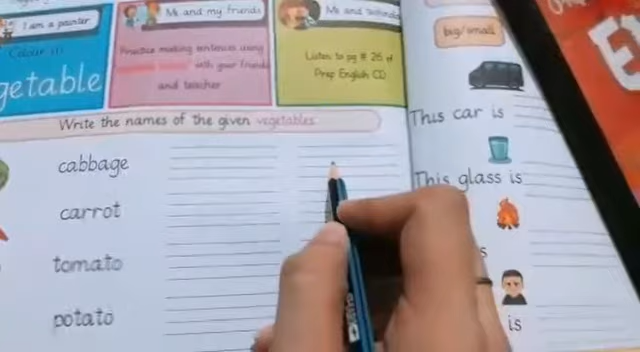 I am a painter
Me and my friends
Me and
big/small
Colour it!
Practice making sentences using
with your friends
and teacher
Listen to pg # 26 of
Prep English CD
getable
Write the names of the given vegetables.
cabbage
carrot
tomato
potato
This car is
This glass is
s
is